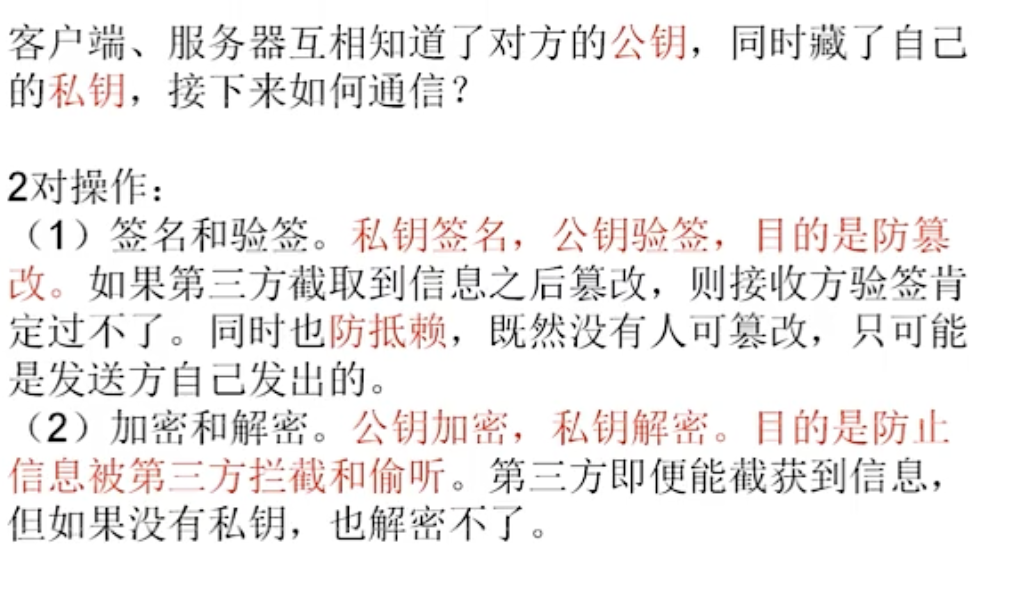 客户端、服务器互相知道了对方的公钥，同时藏了自己
的私钥，接下来如何通信？
2对操作：
（1）签名和验签。私钥签名，公钥验签，目的是防篡
改。如果第三方截取到信息之后篡改，则接收方验签肯
定过不了。同时也防抵赖，既然没有人可篡改，只可能
是发送方自己发出的。
（2）加密和解密。公钥加密，私钥解密。目的是防止
信息被第三方拦截和偷听。第三方即便能截获到信息，
但如果没有私钥，也解密不了。